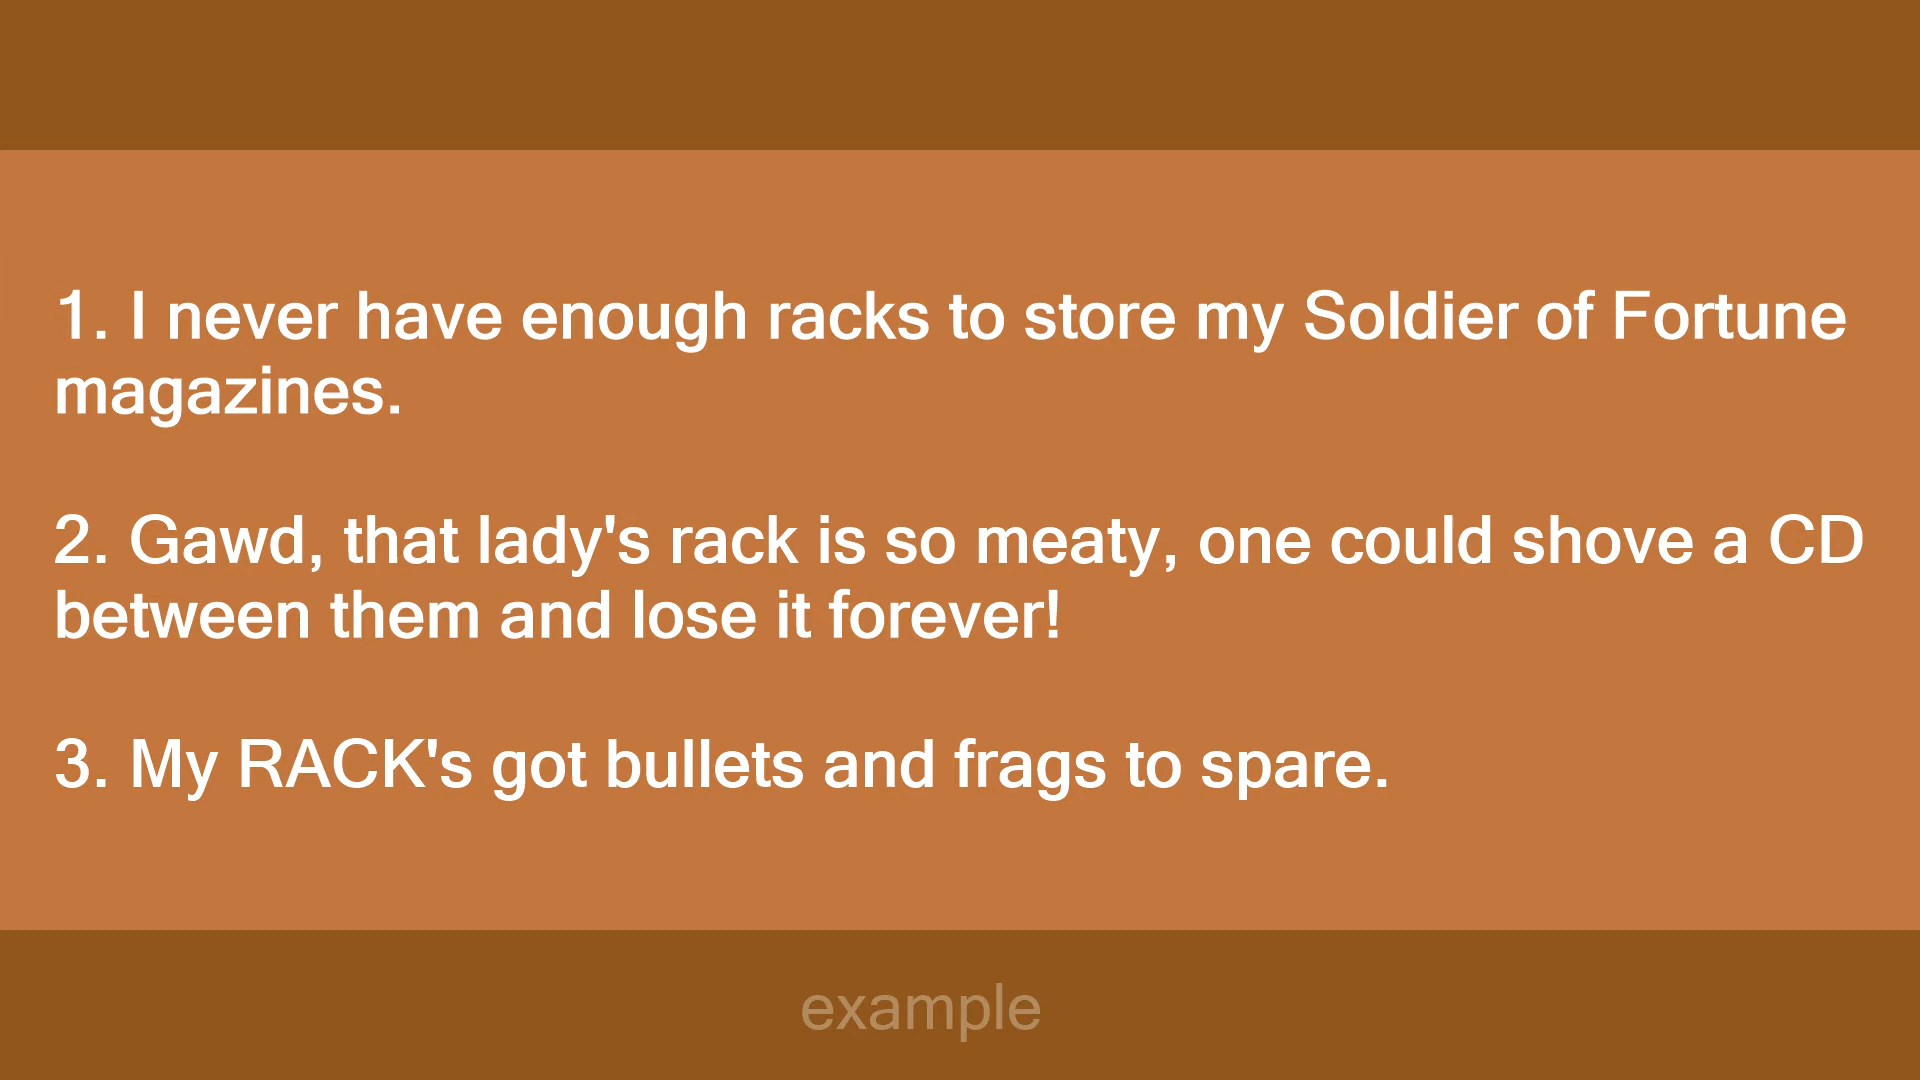 1. I never have enough racks to store my Soldier of Fortune
magazines.
2. Gawd, that lady's rack is so meaty, one could shove a CD
between them and lose it forever!
3. My RACK's got bullets and frags to spare.
example